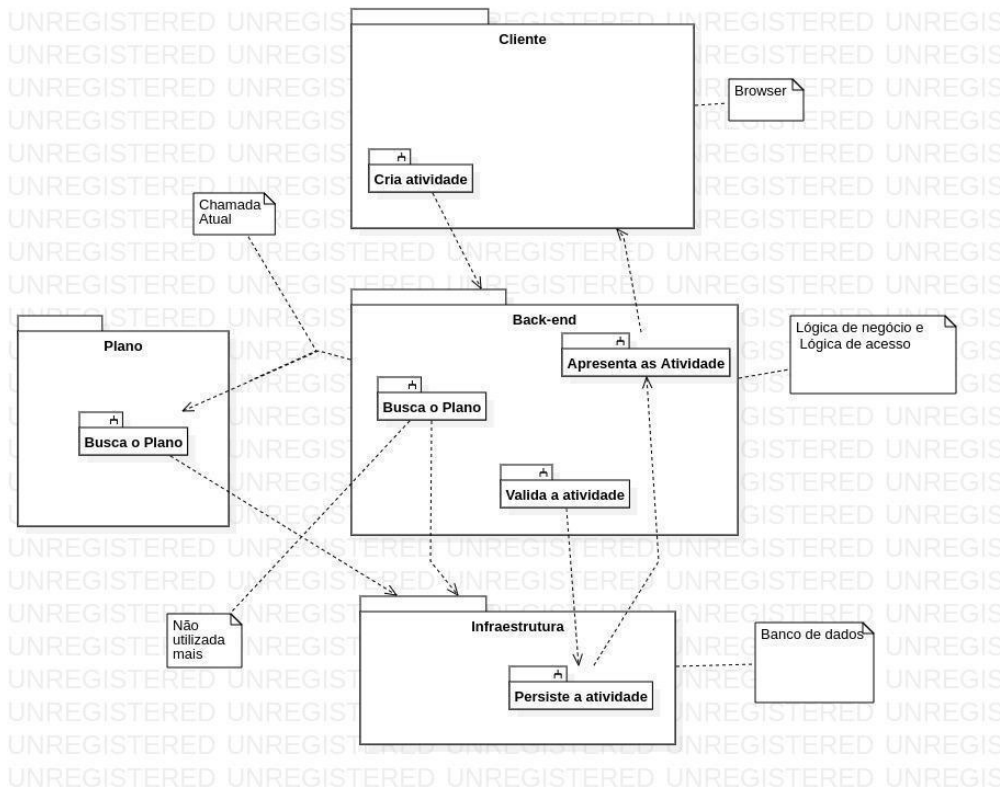 Cliente
Browser
Cria atividade
Chamada
Atual
Back-end
Lógica de negócio e
Lógica de acesso
Plano
Apresenta as Atividade
Busca o Plano
Busca o Plano
Valida a atividade
Não
utilizada
mais
Infraestrutura
Banco de dados
Persiste a atividade
UNREGISTERED